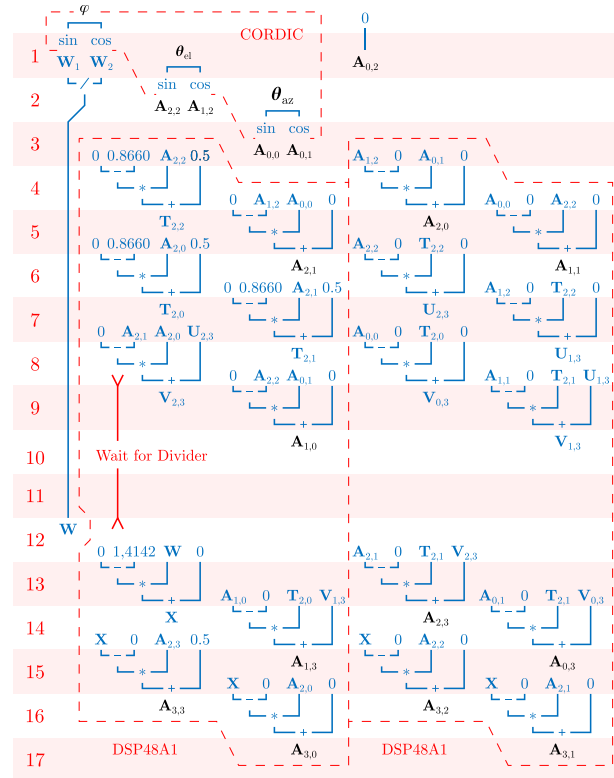 φ 0
sin cos CORDIC
1 W₁ W₂ θ_el A₀,₂
/ sin cos
2 A₂,₂ A₁,₂ θ_az
sin cos
3 A₀,₀ A₀,₁
0 0.8660 A₂,₂ 0.5 A₁,₂ 0 A₀,₁ 0
- * + - * +
4 0 A₁,₂ A₀,₀ 0 A₀,₀ 0 A₂,₂ 0
T₂,₂ A₂,₀
5 - * + - * +
0 0.8660 A₂,₀ 0.5 A₂,₁ A₂,₂ 0 T₂,₂ 0 A₁,₁
6 - * + - * +
0 0.8660 A₂,₁ 0.5 A₁,₂ 0 T₂,₂ 0
T₂,₀ U₂,₃
7 - * + - * +
0 A₂,₁ A₂,₀ U₂,₃ T₂,₁ A₀,₀ 0 T₂,₀ 0 U₁,₃
8 - * + - * +
0 A₂,₂ A₀,₁ 0 A₁,₁ 0 T₂,₁ U₁,₃
V₂,₃ V₀,₃
9 - * + - * +
A₁,₀ V₁,₃
10 Wait for Divider
11
W
12 0 1,4142 W 0 A₂,₁ 0 T₂,₁ V₂,₃
- * + - * +
13 A₁,₀ 0 T₂,₀ V₁,₃ A₀,₁ 0 T₂,₁ V₀,₃
X A₂,₃
14 - * + - * +
X 0 A₂,₃ 0.5 A₁,₃ X 0 A₂,₂ 0 A₀,₃
15 - * + - * +
X 0 A₂,₀ 0 X 0 A₂,₁ 0
A₃,₃ A₃,₂
16 - * + - * +
DSP48A1 A₃,₀ DSP48A1 A₃,₁
17